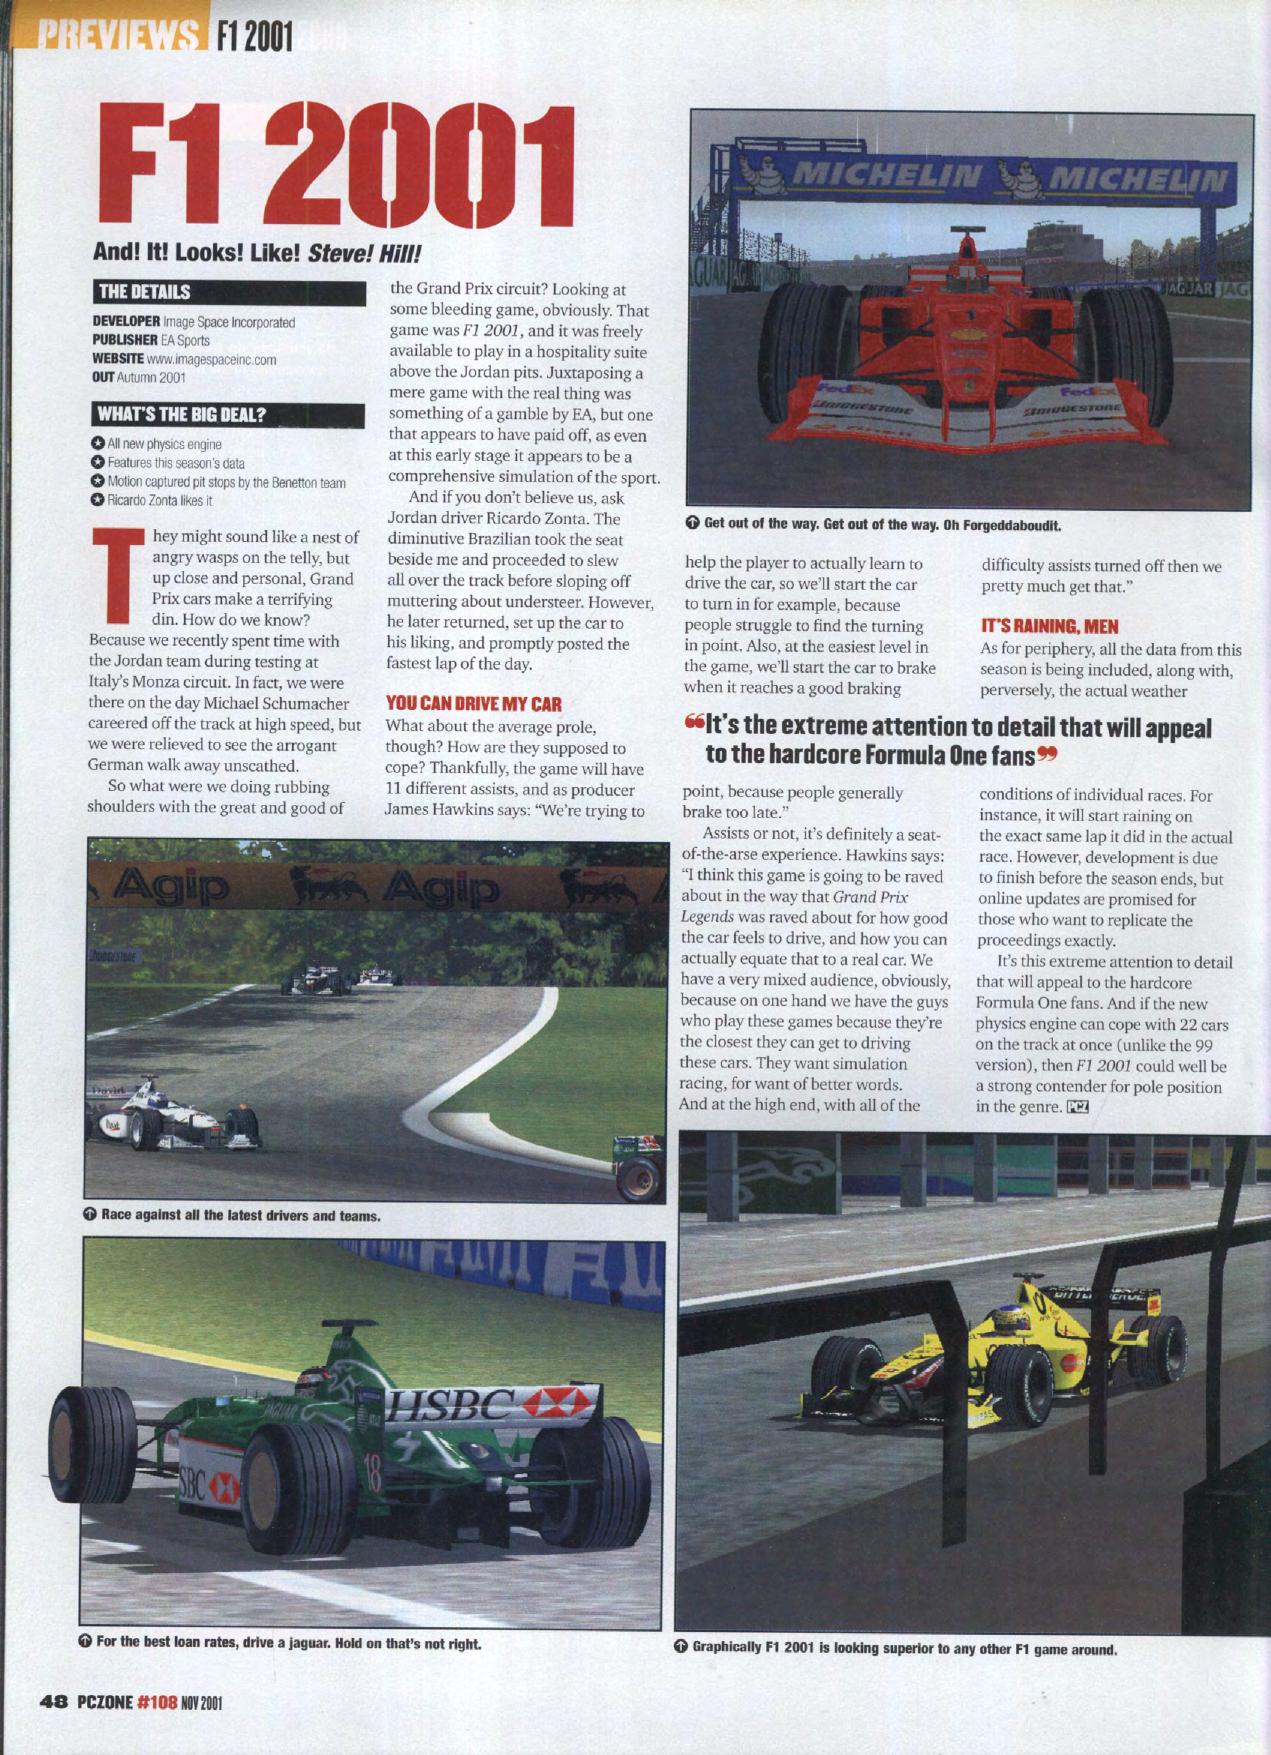 PREVIEWS F1 2001
F1 2001
And! It! Looks! Like! Steve! Hill!
THE DETAILS
DEVELOPER Image Space Incorporated
PUBLISHER EA Sports
WEBSITE www.imagespaceinc.com
OUT Autumn 2001
WHAT'S THE BIG DEAL?
All new physics engine
Features this season's data
Motion captured pit stops by the Benetton team
Ricardo Zonta likes it
They might sound like a nest of
angry wasps on the telly, but
up close and personal, Grand
Prix cars make a terrifying
din. How do we know?
Because we recently spent time with
the Jordan team during testing at
Italy's Monza circuit. In fact, we were
there on the day Michael Schumacher
careered off the track at high speed, but
we were relieved to see the arrogant
German walk away unscathed.
So what were we doing rubbing
shoulders with the great and good of
the Grand Prix circuit? Looking at
some bleeding game, obviously. That
game was F1 2001, and it was freely
available to play in a hospitality suite
above the Jordan pits. Juxtaposing a
mere game with the real thing was
something of a gamble by EA, but one
that appears to have paid off, as even
at this early stage it appears to be a
comprehensive simulation of the sport.
And if you don't believe us, ask
Jordan driver Ricardo Zonta. The
diminutive Brazilian took the seat
beside me and proceeded to slew
all over the track before sloping off
muttering about understeer. However,
he later returned, set up the car to
his liking, and promptly posted the
fastest lap of the day.
YOU CAN DRIVE MY CAR
What about the average prole,
though? How are they supposed to
cope? Thankfully, the game will have
11 different assists, and as producer
James Hawkins says: “We're trying to
MICHELIN MICHELIN
JAGUAR JAG
FedEx FedEx
BRIDGESTONE BRIDGESTONE
Get out of the way. Get out of the way. Oh Forgeddaboudit.
help the player to actually learn to
drive the car, so we'll start the car
to turn in for example, because
people struggle to find the turning
in point. Also, at the easiest level in
the game, we'll start the car to brake
when it reaches a good braking
“It's the extreme attention to detail that will appeal
to the hardcore Formula One fans”
point, because people generally
brake too late.”
Assists or not, it's definitely a seat-
of-the-arse experience. Hawkins says:
“I think this game is going to be raved
about in the way that Grand Prix
Legends was raved about for how good
the car feels to drive, and how you can
actually equate that to a real car. We
have a very mixed audience, obviously,
because on one hand we have the guys
who play these games because they're
the closest they can get to driving
these cars. They want simulation
racing, for want of better words.
And at the high end, with all of the
difficulty assists turned off then we
pretty much get that.”
IT'S RAINING, MEN
As for periphery, all the data from this
season is being included, along with,
perversely, the actual weather
conditions of individual races. For
instance, it will start raining on
the exact same lap it did in the actual
race. However, development is due
to finish before the season ends, but
online updates are promised for
those who want to replicate the
proceedings exactly.
It's this extreme attention to detail
that will appeal to the hardcore
Formula One fans. And if the new
physics engine can cope with 22 cars
on the track at once (unlike the 99
version), then F1 2001 could well be
a strong contender for pole position
in the genre. PCZ
Agip Agip
BRIDGESTONE
Race against all the latest drivers and teams.
HSBC
JAGUAR
18
SBC
For the best loan rates, drive a jaguar. Hold on that's not right.
Graphically F1 2001 is looking superior to any other F1 game around.
48 PCZONE #108 NOV 2001